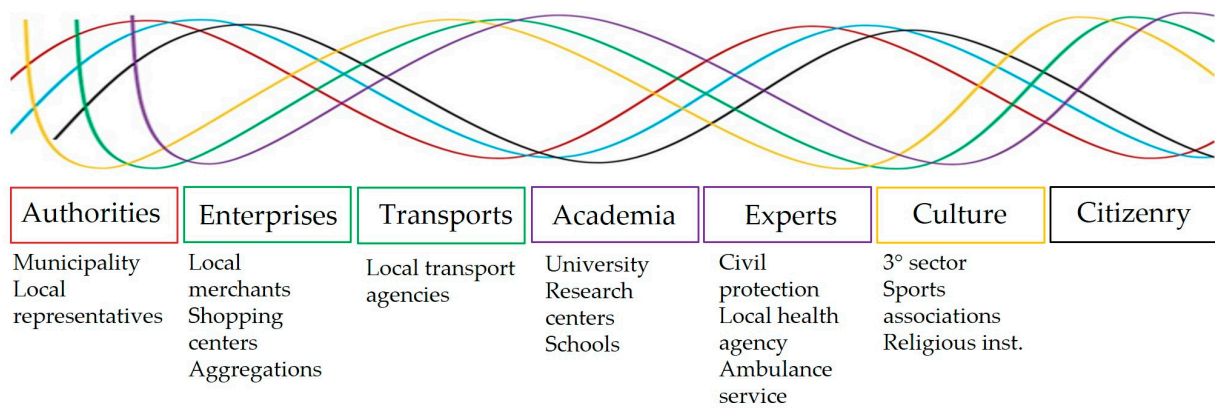 Authorities
Enterprises
Transports
Academia
Experts
Culture
Citizenry
Municipality
Local
representatives
Local
merchants
Shopping
centers
Aggregations
Local transport
agencies
University
Research
centers
Schools
Civil
protection
Local health
agency
Ambulance
service
3° sector
Sports
associations
Religious inst.